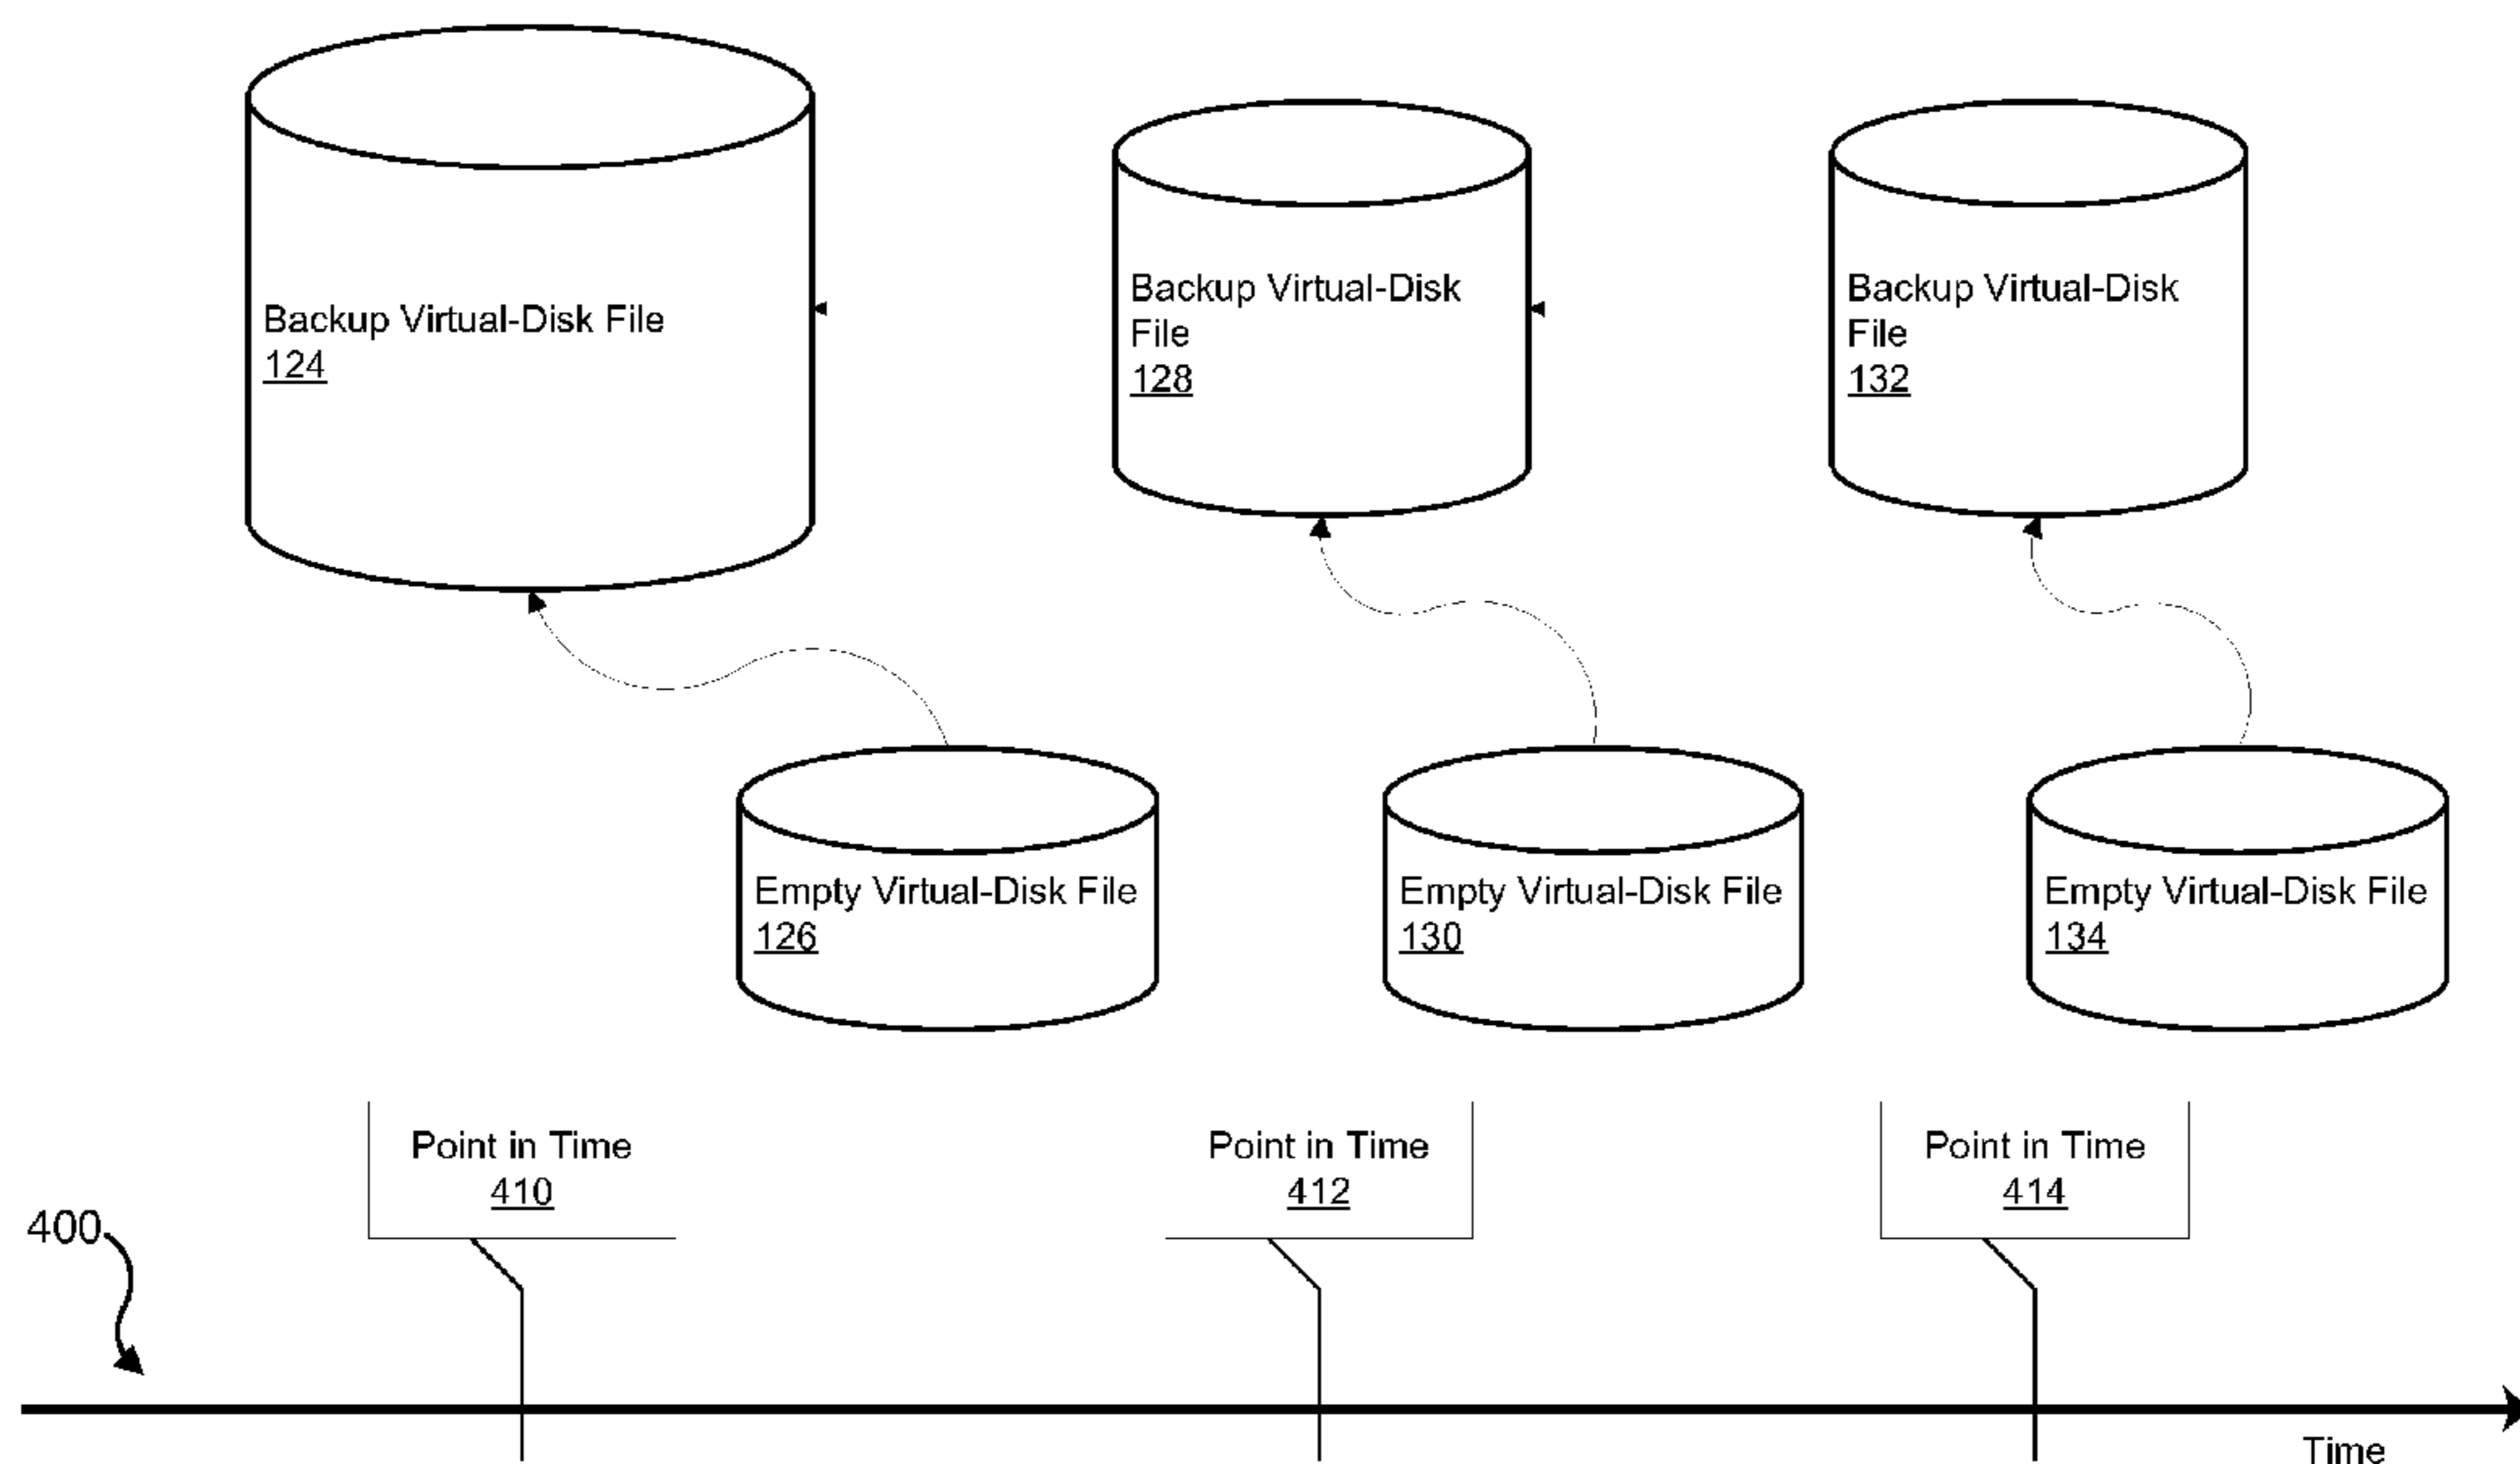 Backup Virtual-Disk File
124
Backup Virtual-Disk
File
128
Backup Virtual-Disk
File
132
Empty Virtual-Disk File
126
Empty Virtual-Disk File
130
Empty Virtual-Disk File
134
Point in Time
410
Point in Time
412
Point in Time
414
400
Time